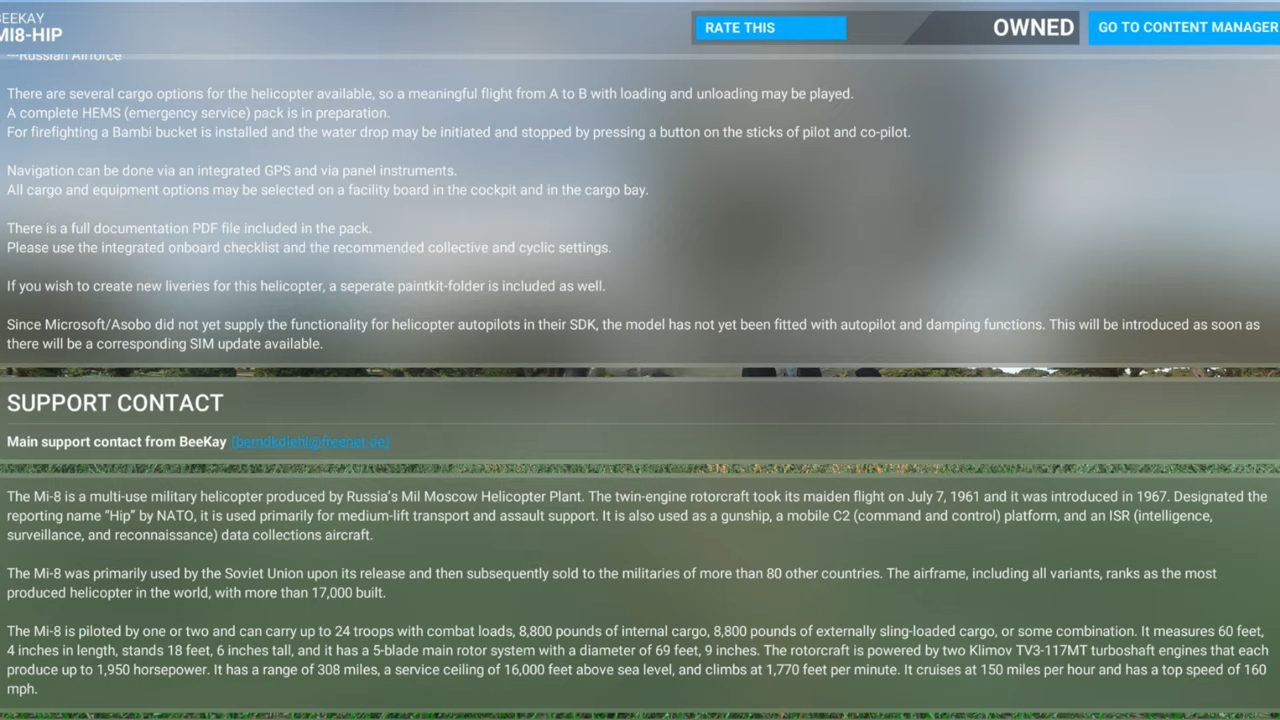 BEEKAY
MI8-HIP
RATE THIS
OWNED
GO TO CONTENT MANAGER
---Russian Airforce
There are several cargo options for the helicopter available, so a meaningful flight from A to B with loading and unloading may be played.
A complete HEMS (emergency service) pack is in preparation.
For firefighting a Bambi bucket is installed and the water drop may be initiated and stopped by pressing a button on the sticks of pilot and co-pilot.
Navigation can be done via an integrated GPS and via panel instruments.
All cargo and equipment options may be selected on a facility board in the cockpit and in the cargo bay.
There is a full documentation PDF file included in the pack.
Please use the integrated onboard checklist and the recommended collective and cyclic settings.
If you wish to create new liveries for this helicopter, a seperate paintkit-folder is included as well.
Since Microsoft/Asobo did not yet supply the functionality for helicopter autopilots in their SDK, the model has not yet been fitted with autopilot and damping functions. This will be introduced as soon as
there will be a corresponding SIM update available.
SUPPORT CONTACT
Main support contact from BeeKay (berndkdiehl@freenet.de)
The Mi-8 is a multi-use military helicopter produced by Russia's Mil Moscow Helicopter Plant. The twin-engine rotorcraft took its maiden flight on July 7, 1961 and it was introduced in 1967. Designated the
reporting name “Hip” by NATO, it is used primarily for medium-lift transport and assault support. It is also used as a gunship, a mobile C2 (command and control) platform, and an ISR (intelligence,
surveillance, and reconnaissance) data collections aircraft.
The Mi-8 was primarily used by the Soviet Union upon its release and then subsequently sold to the militaries of more than 80 other countries. The airframe, including all variants, ranks as the most
produced helicopter in the world, with more than 17,000 built.
The Mi-8 is piloted by one or two and can carry up to 24 troops with combat loads, 8,800 pounds of internal cargo, 8,800 pounds of externally sling-loaded cargo, or some combination. It measures 60 feet,
4 inches in length, stands 18 feet, 6 inches tall, and it has a 5-blade main rotor system with a diameter of 69 feet, 9 inches. The rotorcraft is powered by two Klimov TV3-117MT turboshaft engines that each
produce up to 1,950 horsepower. It has a range of 308 miles, a service ceiling of 16,000 feet above sea level, and climbs at 1,770 feet per minute. It cruises at 150 miles per hour and has a top speed of 160
mph.